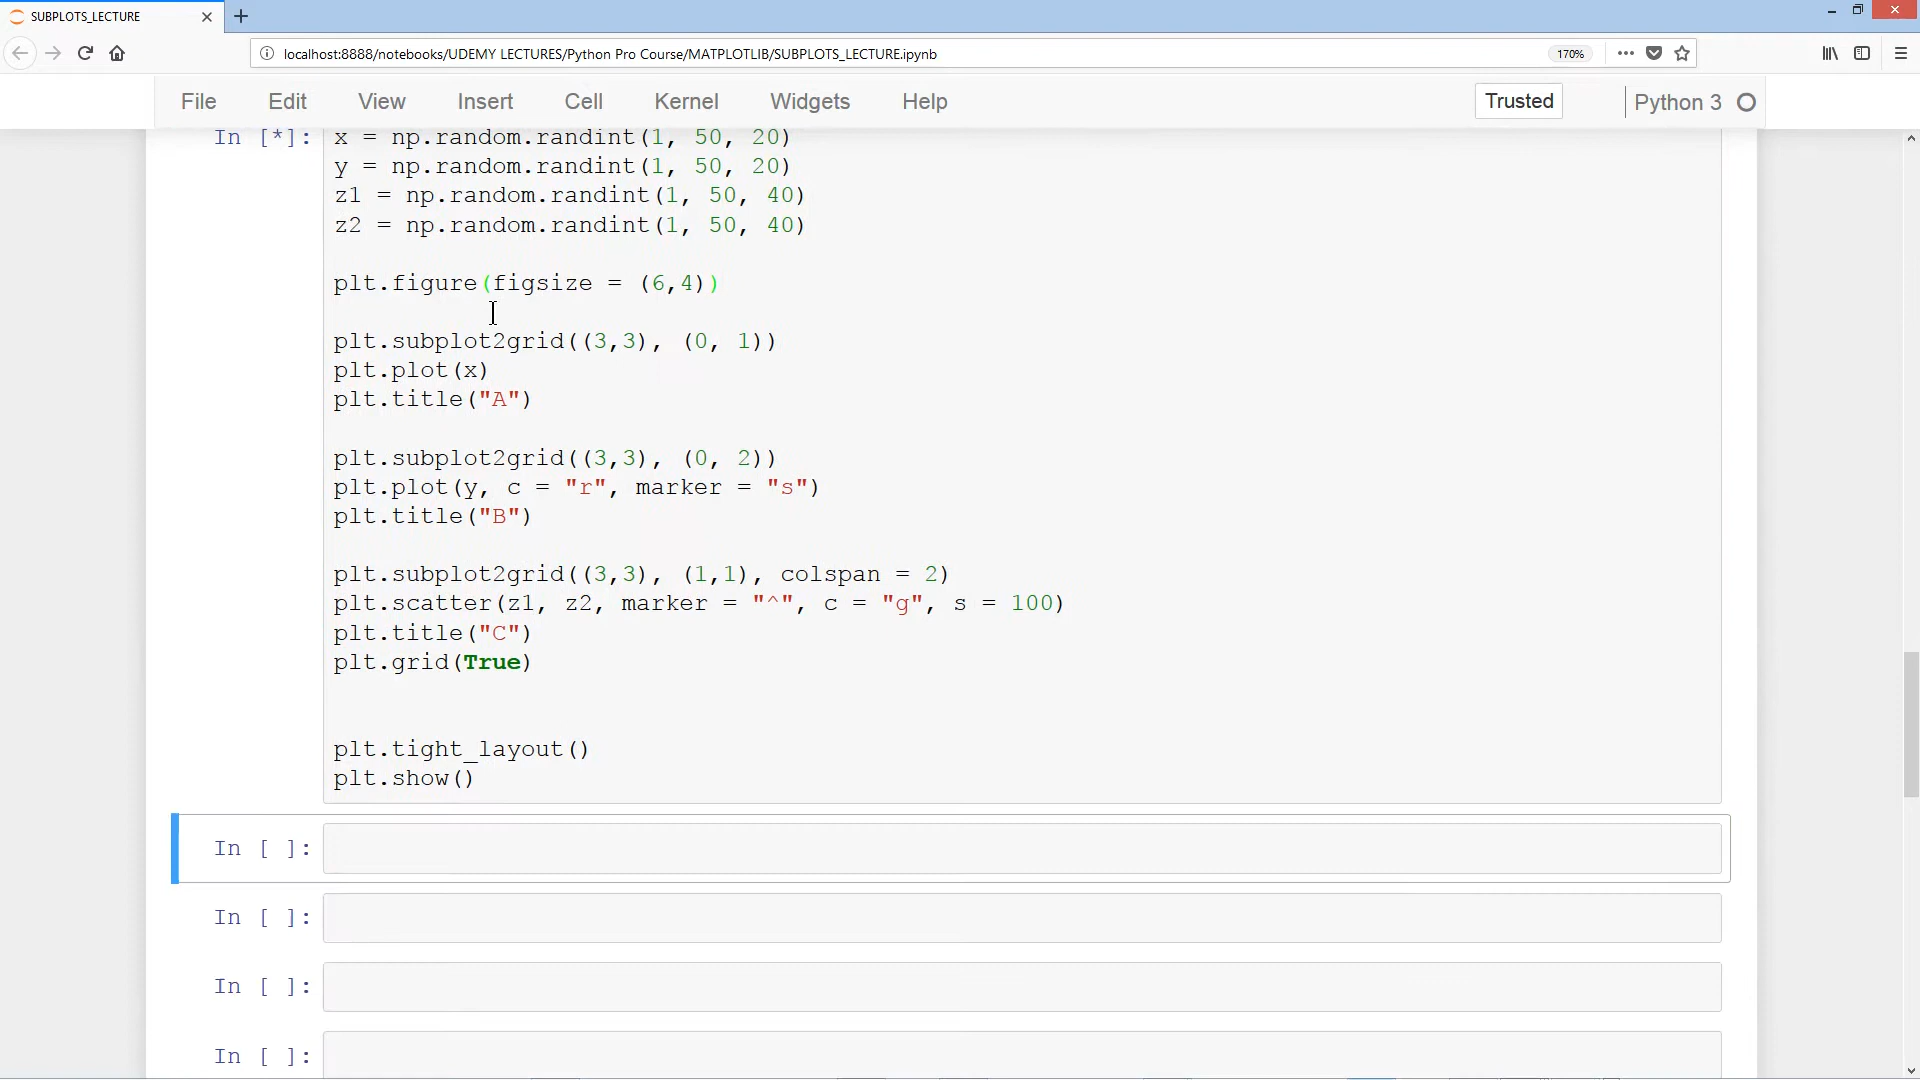 SUBPLOTS_LECTURE
localhost:8888/notebooks/UDEMY LECTURES/Python Pro Course/MATPLOTLIB/SUBPLOTS_LECTURE.ipynb
170%
File Edit View Insert Cell Kernel Widgets Help Trusted Python 3
In [*]: x = np.random.randint(1, 50, 20)
y = np.random.randint(1, 50, 20)
z1 = np.random.randint(1, 50, 40)
z2 = np.random.randint(1, 50, 40)
plt.figure(figsize = (6,4))
plt.subplot2grid((3,3), (0, 1))
plt.plot(x)
plt.title("A")
plt.subplot2grid((3,3), (0, 2))
plt.plot(y, c = "r", marker = "s")
plt.title("B")
plt.subplot2grid((3,3), (1,1), colspan = 2)
plt.scatter(z1, z2, marker = "^", c = "g", s = 100)
plt.title("C")
plt.grid(True)
plt.tight_layout()
plt.show()
In [ ]:
In [ ]:
In [ ]:
In [ ]: